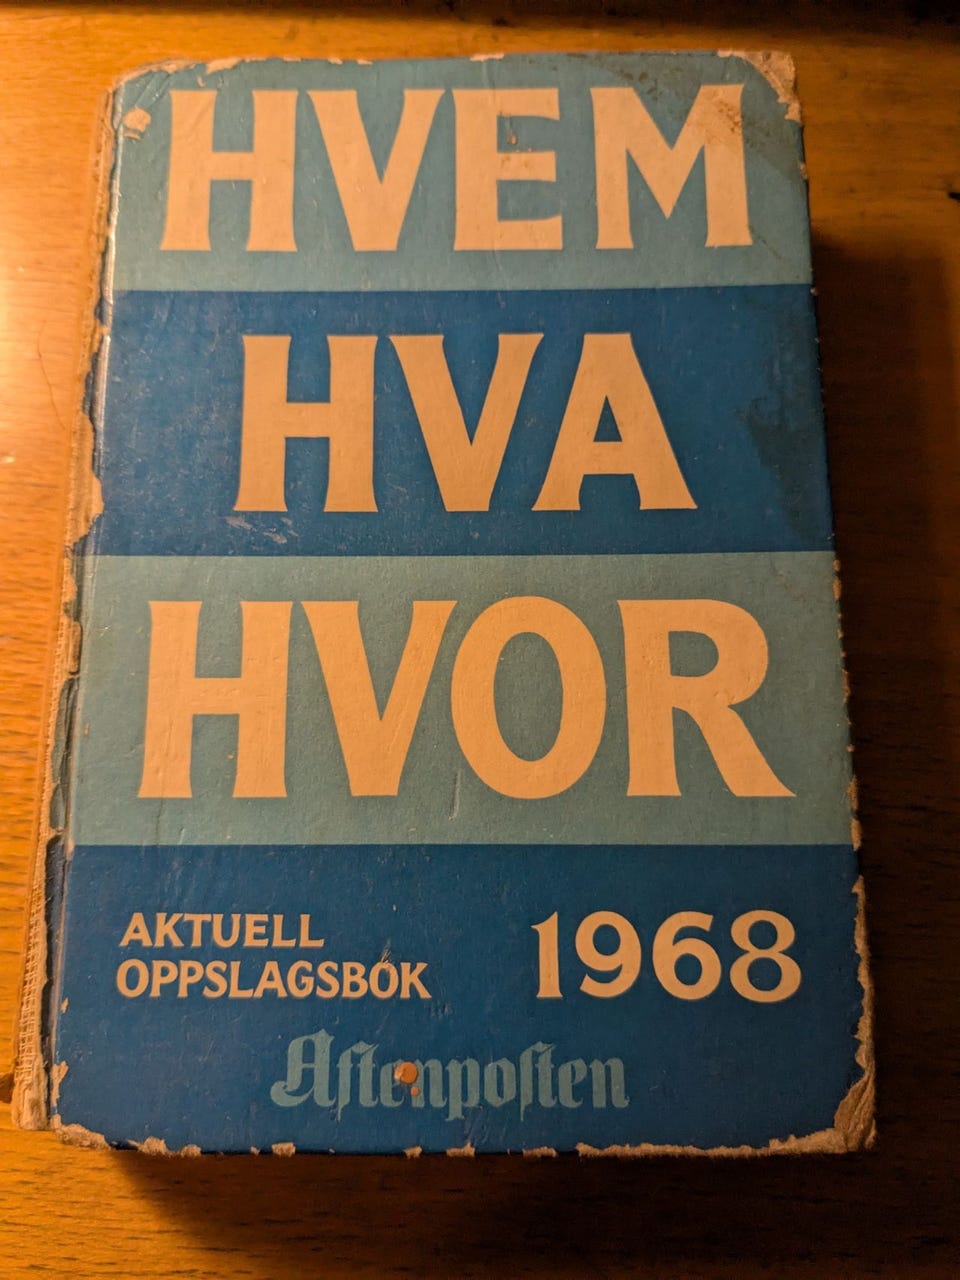 HVEM
HVA
HVOR
AKTUELL
OPPSLAGSBOK
1968
Aftenposten